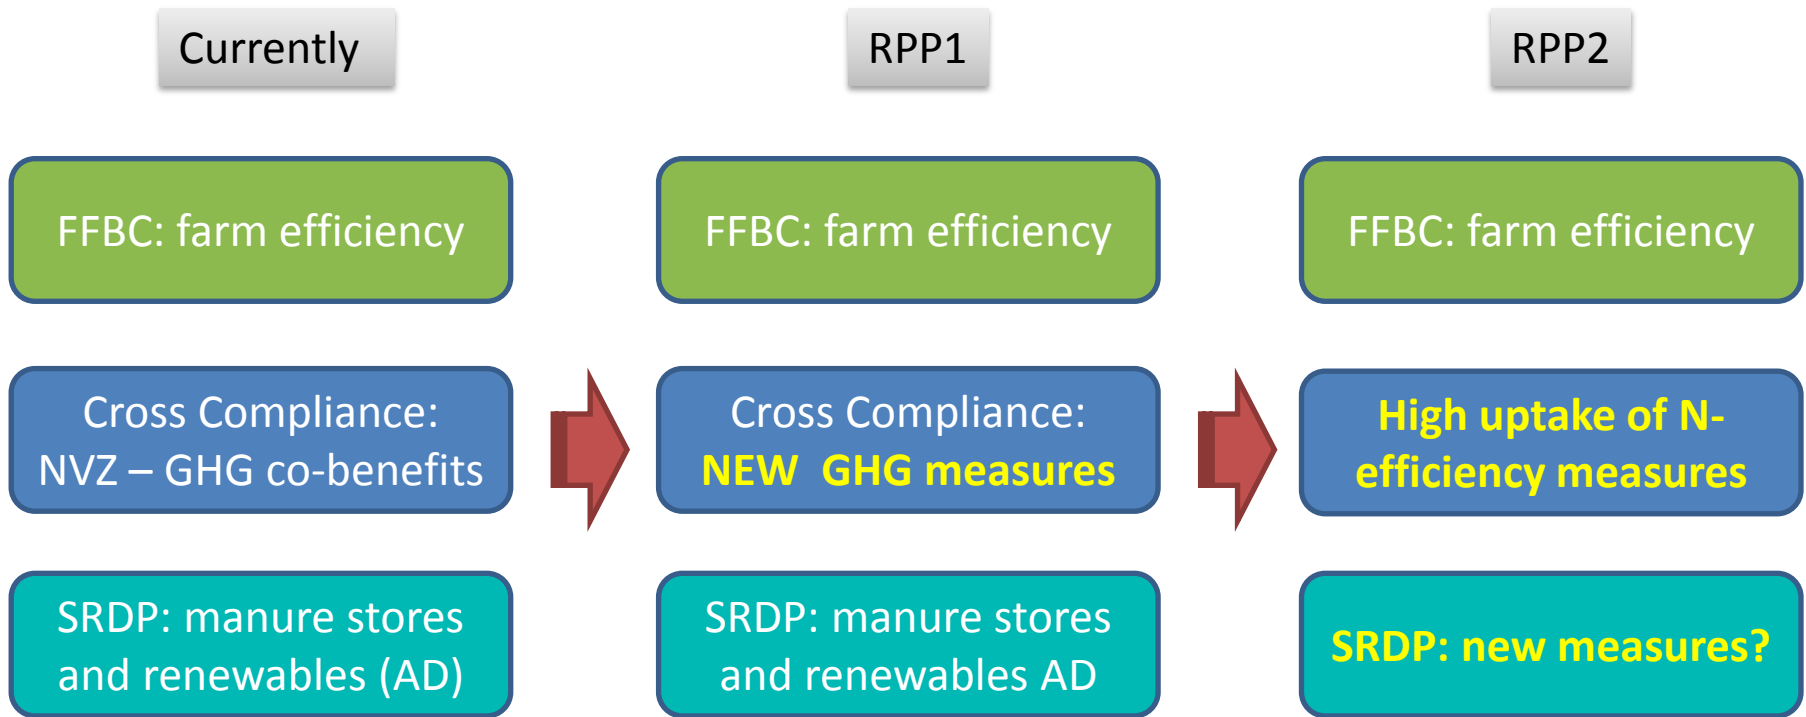 Currently
RPP1
RPP2
FFBC: farm efficiency
FFBC: farm efficiency
FFBC: farm efficiency
Cross Compliance:
NVZ – GHG co-benefits
Cross Compliance:
NEW GHG measures
High uptake of N-
efficiency measures
SRDP: manure stores
and renewables (AD)
SRDP: manure stores
and renewables AD
SRDP: new measures?